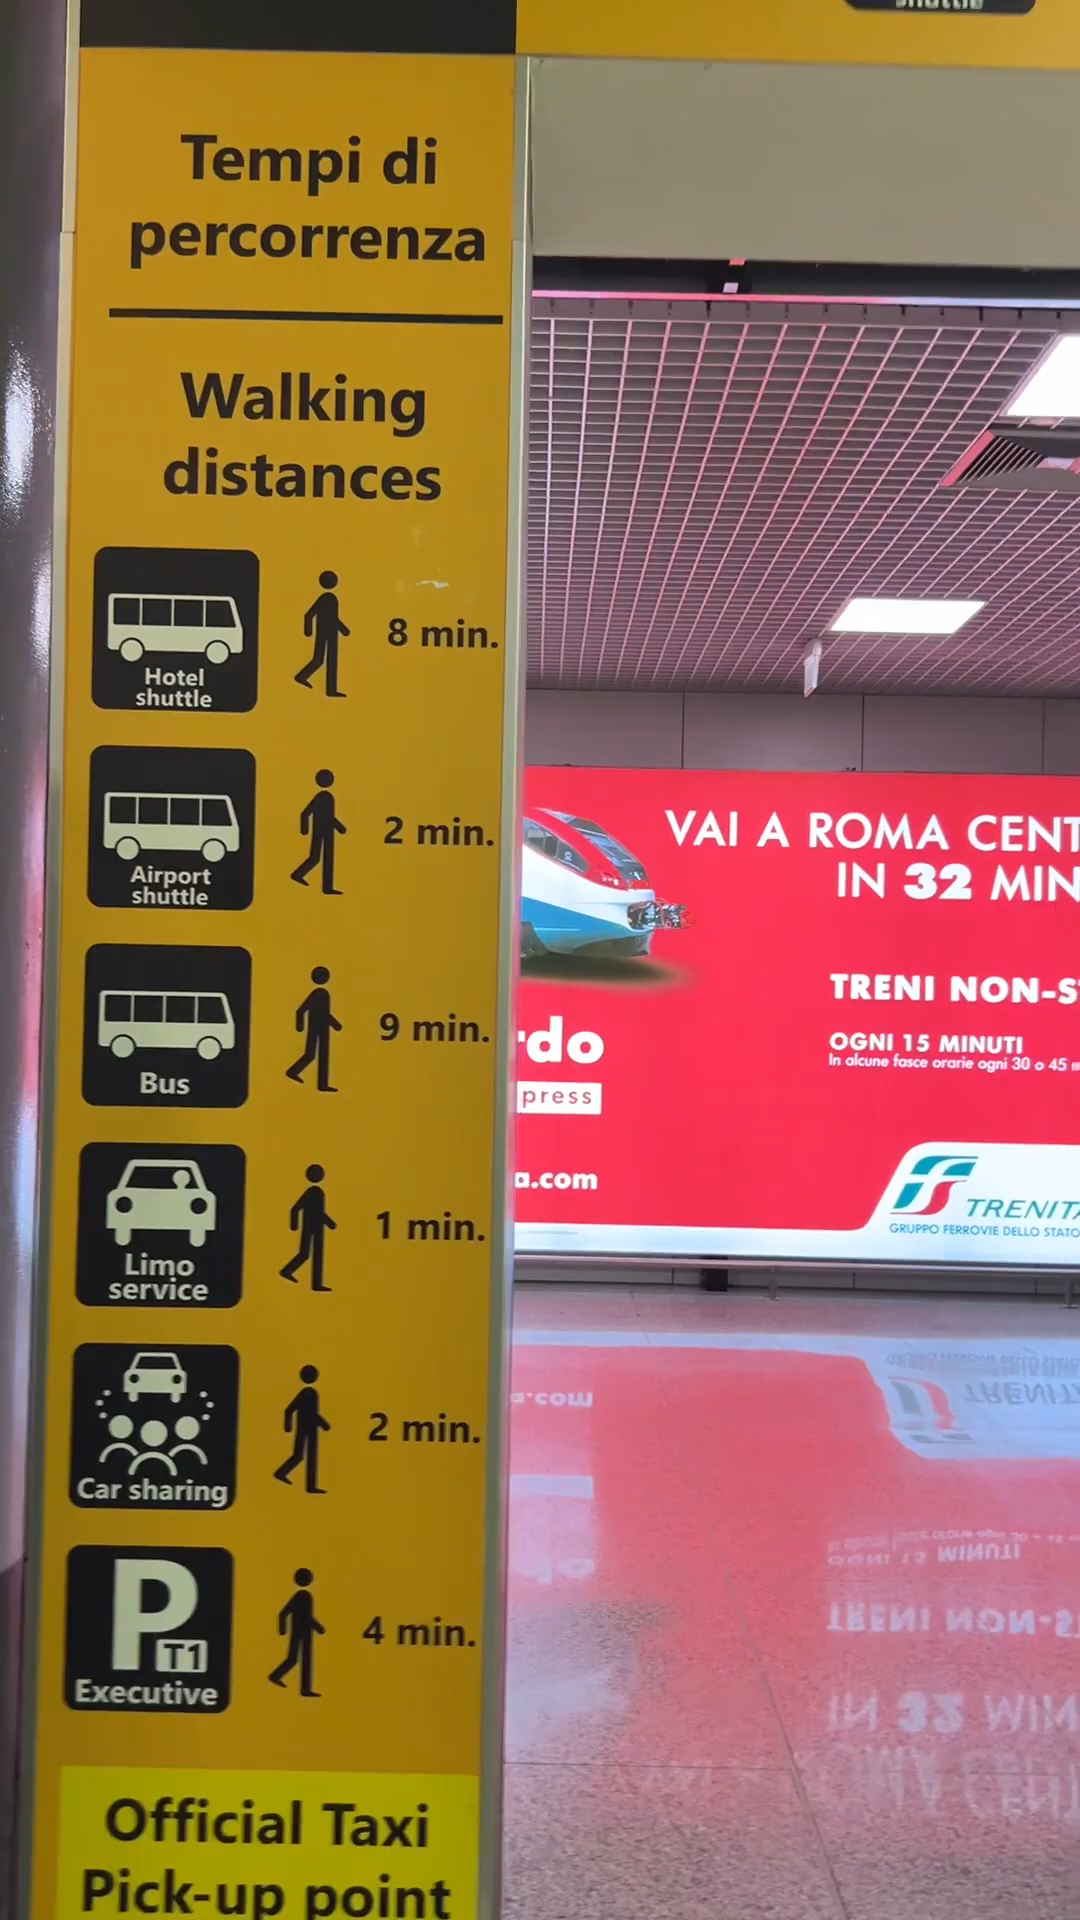 shuttle
Tempi di
percorrenza
Walking
distances
Hotel
shuttle
8 min.
Airport
shuttle
2 min.
Bus
9 min.
Limo
service
1 min.
Car sharing
2 min.
P
T1
Executive
4 min.
Official Taxi
Pick-up point
VAI A ROMA CENT
IN 32 MIN
TRENI NON-S
OGNI 15 MINUTI
In alcune fasce orarie ogni 30 o 45 m
do
press
a.com
TRENITA
GRUPPO FERROVIE DELLO STATO